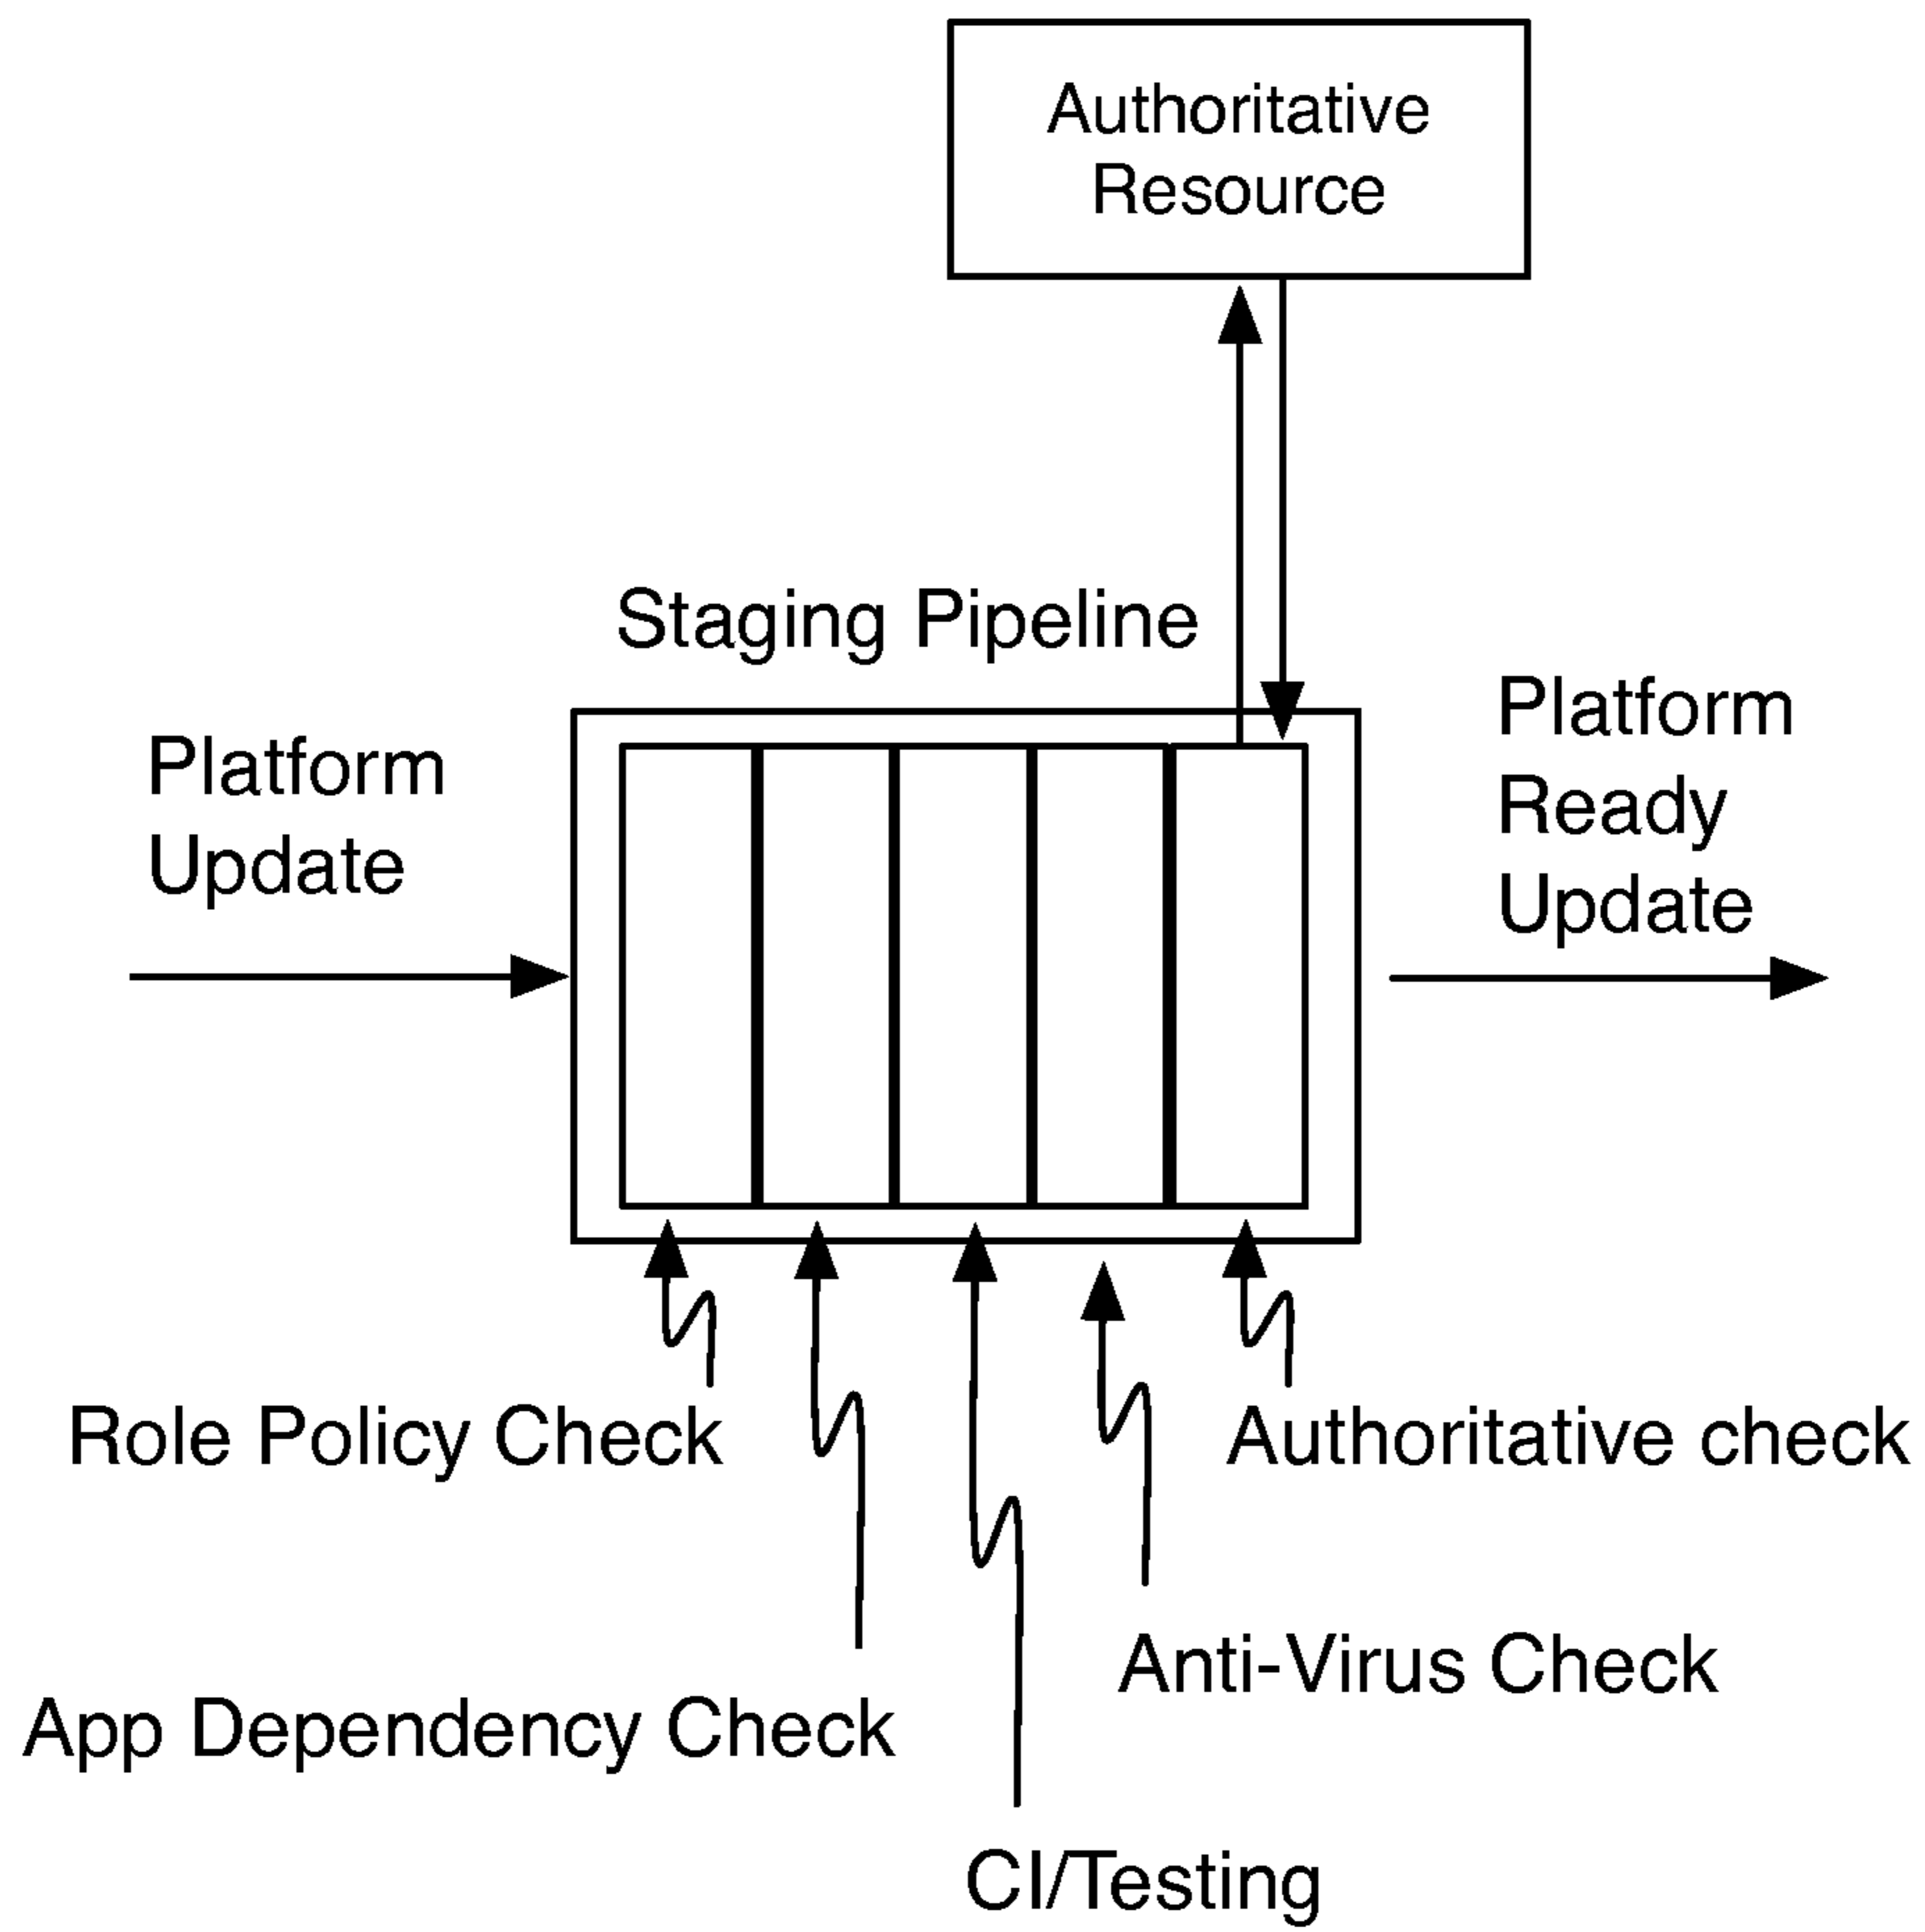 Authoritative
Resource
Staging Pipeline
Platform
Update
Platform
Ready
Update
Role Policy Check
Authoritative check
Anti-Virus Check
App Dependency Check
CI/Testing